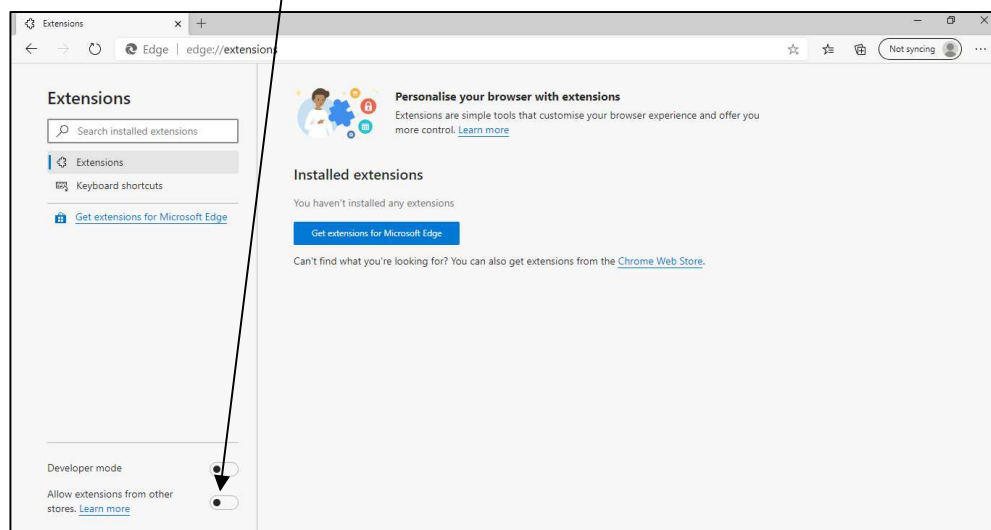 Extensions
Edge | edge://extensions
Not syncing
Extensions
Search installed extensions
Extensions
Keyboard shortcuts
Get extensions for Microsoft Edge
Personalise your browser with extensions
Extensions are simple tools that customise your browser experience and offer you
more control. Learn more
Installed extensions
You haven't installed any extensions
Get extensions for Microsoft Edge
Can't find what you're looking for? You can also get extensions from the Chrome Web Store.
Developer mode
Allow extensions from other
stores. Learn more